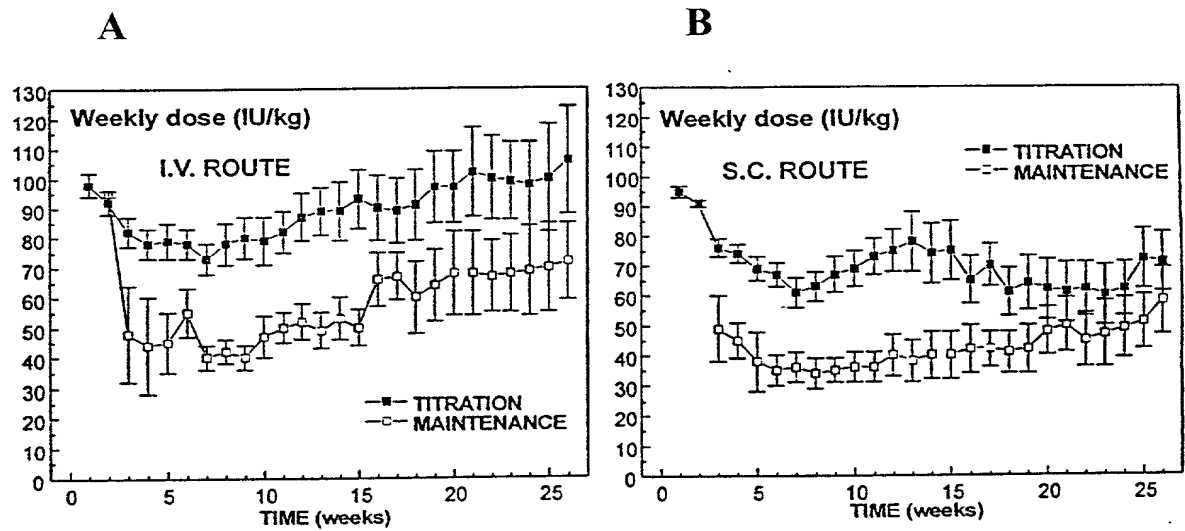 A
B
130
120
110
100
90
80
70
60
50
40
30
20
10
0
Weekly dose (IU/kg)
I.V. ROUTE
TITRATION
MAINTENANCE
0 5 10 15 20 25
TIME (weeks)
130
120
110
100
90
80
70
60
50
40
30
20
10
0
Weekly dose (IU/kg)
TITRATION
S.C. ROUTE
MAINTENANCE
0 5 10 15 20 25
TIME (weeks)